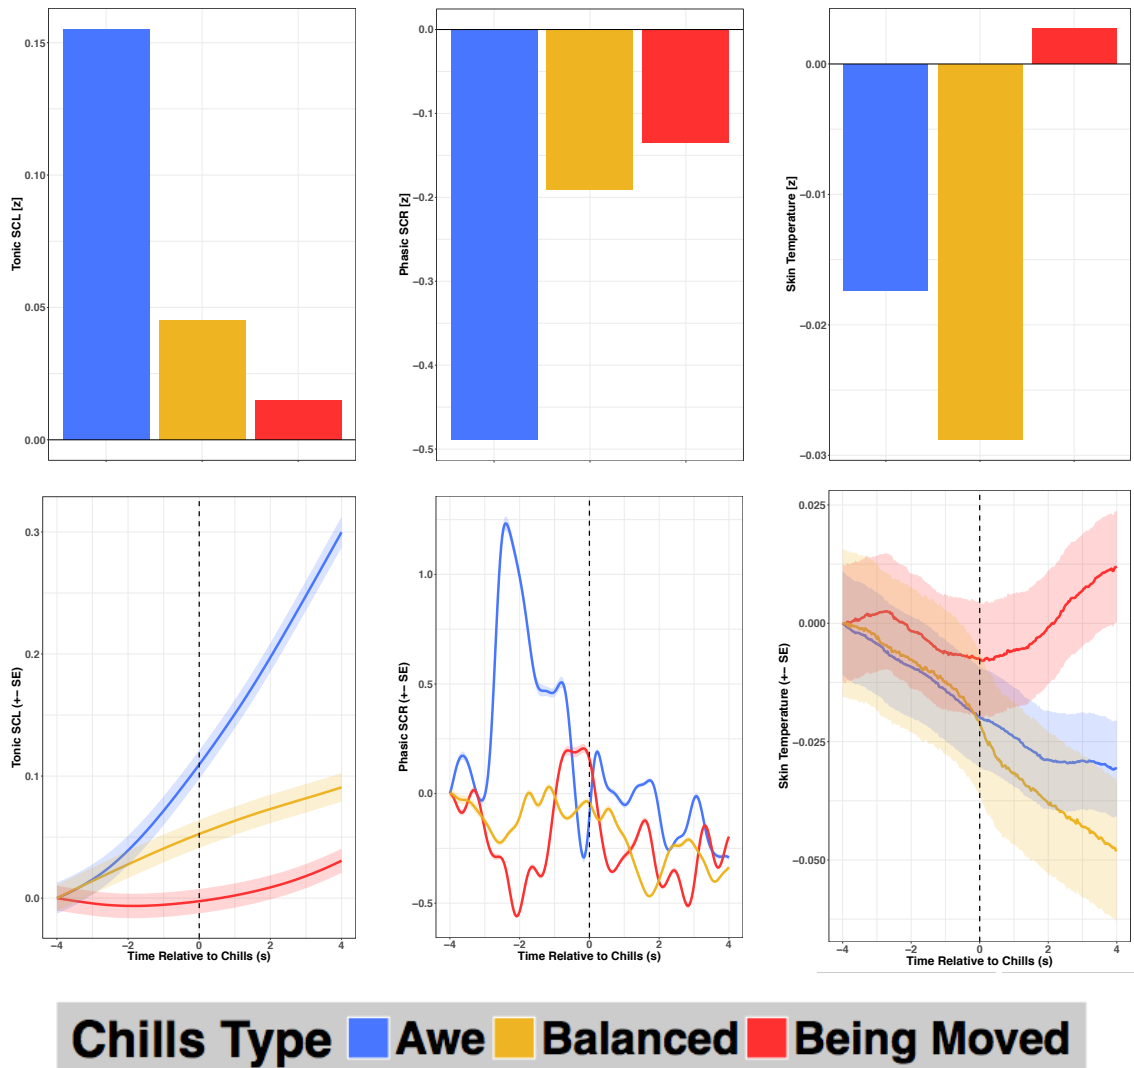 Tonic SCL [z]
0.15
0.10
0.05
0.00
Phasic SCR [z]
0.0
−0.1
−0.2
−0.3
−0.4
−0.5
Skin Temperature [z]
0.00
−0.01
−0.02
−0.03
Tonic SCL (+− SE)
0.3
0.2
0.1
0.0
−4 −2 0 2 4
Time Relative to Chills (s)
Phasic SCR (+− SE)
1.0
0.5
0.0
−0.5
−4 −2 0 2 4
Time Relative to Chills (s)
Skin Temperature (+− SE)
0.025
0.000
−0.025
−0.050
−4 −2 0 2 4
Time Relative to Chills (s)
Chills Type Awe Balanced Being Moved